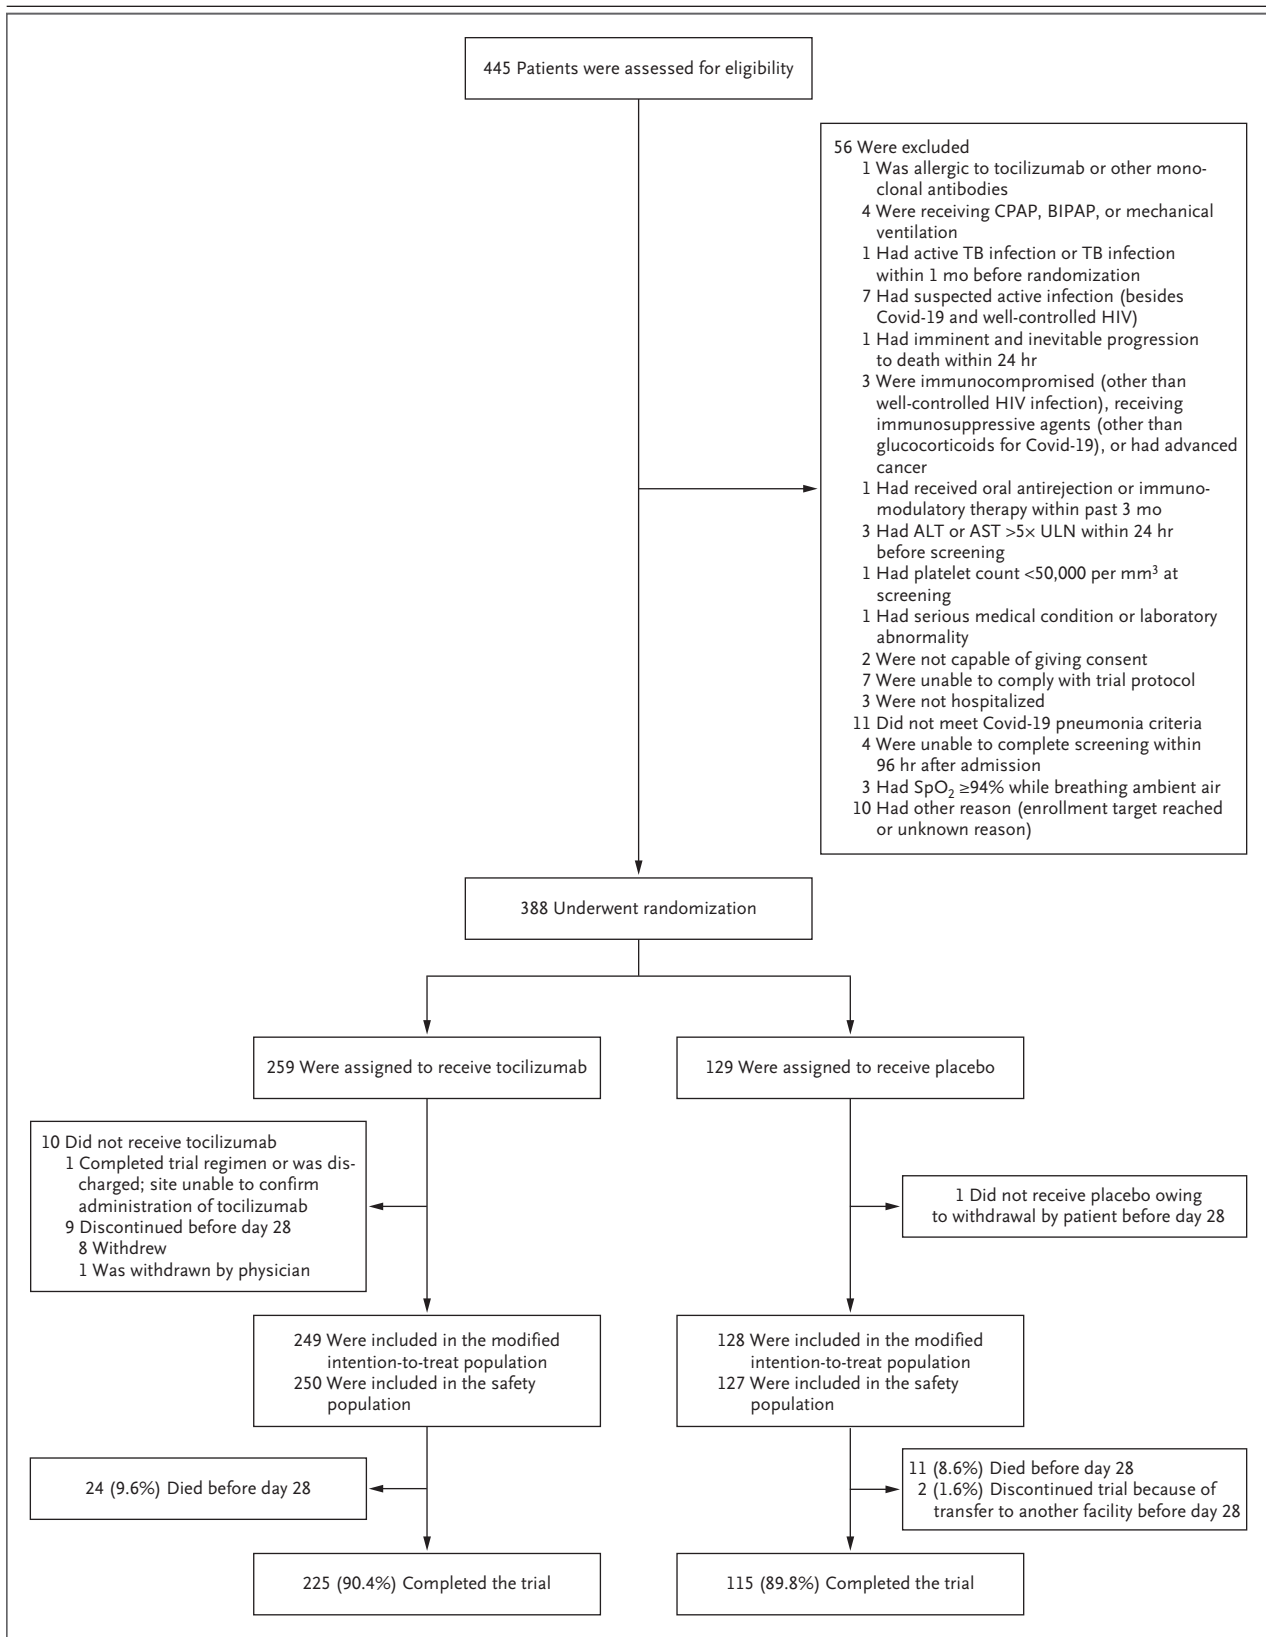 445 Patients were assessed for eligibility
56 Were excluded
1 Was allergic to tocilizumab or other mono-
clonal antibodies
4 Were receiving CPAP, BIPAP, or mechanical
ventilation
1 Had active TB infection or TB infection
within 1 mo before randomization
7 Had suspected active infection (besides
Covid-19 and well-controlled HIV)
1 Had imminent and inevitable progression
to death within 24 hr
3 Were immunocompromised (other than
well-controlled HIV infection), receiving
immunosuppressive agents (other than
glucocorticoids for Covid-19), or had advanced
cancer
1 Had received oral antirejection or immuno-
modulatory therapy within past 3 mo
3 Had ALT or AST >5× ULN within 24 hr
before screening
1 Had platelet count <50,000 per mm³ at
screening
1 Had serious medical condition or laboratory
abnormality
2 Were not capable of giving consent
7 Were unable to comply with trial protocol
3 Were not hospitalized
11 Did not meet Covid-19 pneumonia criteria
4 Were unable to complete screening within
96 hr after admission
3 Had SpO₂ ≥94% while breathing ambient air
10 Had other reason (enrollment target reached
or unknown reason)
388 Underwent randomization
259 Were assigned to receive tocilizumab
129 Were assigned to receive placebo
10 Did not receive tocilizumab
1 Completed trial regimen or was dis-
charged; site unable to confirm
administration of tocilizumab
9 Discontinued before day 28
8 Withdrew
1 Was withdrawn by physician
1 Did not receive placebo owing
to withdrawal by patient before day 28
249 Were included in the modified
intention-to-treat population
250 Were included in the safety
population
128 Were included in the modified
intention-to-treat population
127 Were included in the safety
population
24 (9.6%) Died before day 28
11 (8.6%) Died before day 28
2 (1.6%) Discontinued trial because of
transfer to another facility before day 28
225 (90.4%) Completed the trial
115 (89.8%) Completed the trial